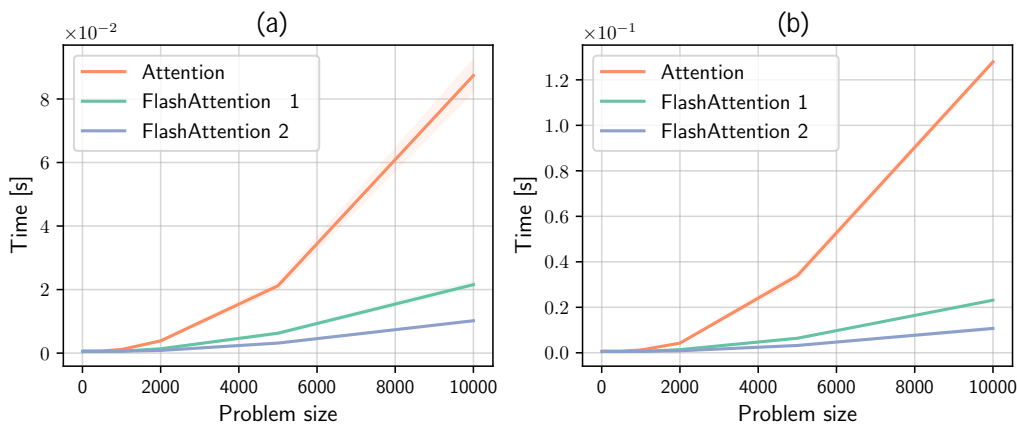 (a)
×10⁻²
Attention
FlashAttention 1
FlashAttention 2
8
6
4
2
0
Time [s]
0 2000 4000 6000 8000 10000
Problem size
(b)
×10⁻¹
Attention
FlashAttention 1
FlashAttention 2
1.2
1.0
0.8
0.6
0.4
0.2
0.0
Time [s]
0 2000 4000 6000 8000 10000
Problem size